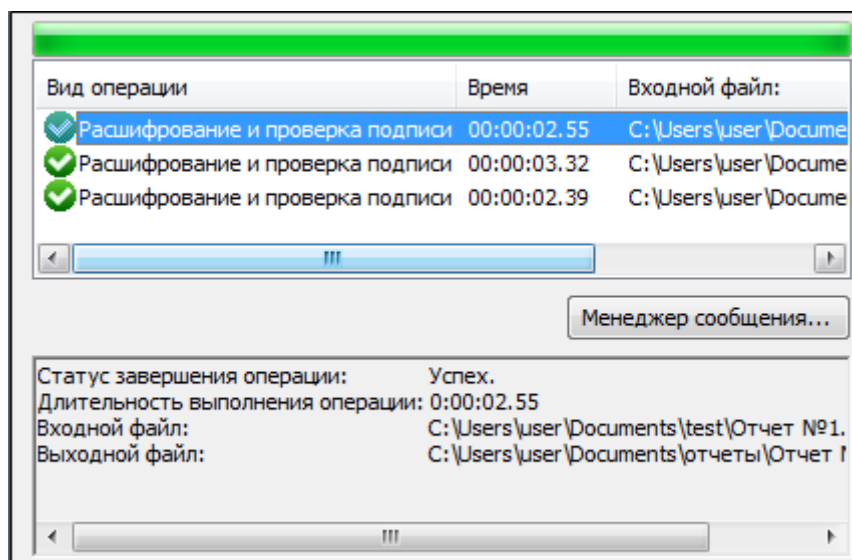 Вид операции Время Входной файл:
Расшифрование и проверка подписи 00:00:02.55 C:\Users\user\Docume
Расшифрование и проверка подписи 00:00:03.32 C:\Users\user\Docume
Расшифрование и проверка подписи 00:00:02.39 C:\Users\user\Docume
Менеджер сообщения...
Статус завершения операции: Успех.
Длительность выполнения операции: 0:00:02.55
Входной файл: C:\Users\user\Documents\test\Отчет №1.
Выходной файл: C:\Users\user\Documents\отчеты\Отчет